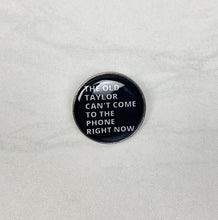 THE OLD
TAYLOR
CAN'T COME
TO THE
PHONE
RIGHT NOW